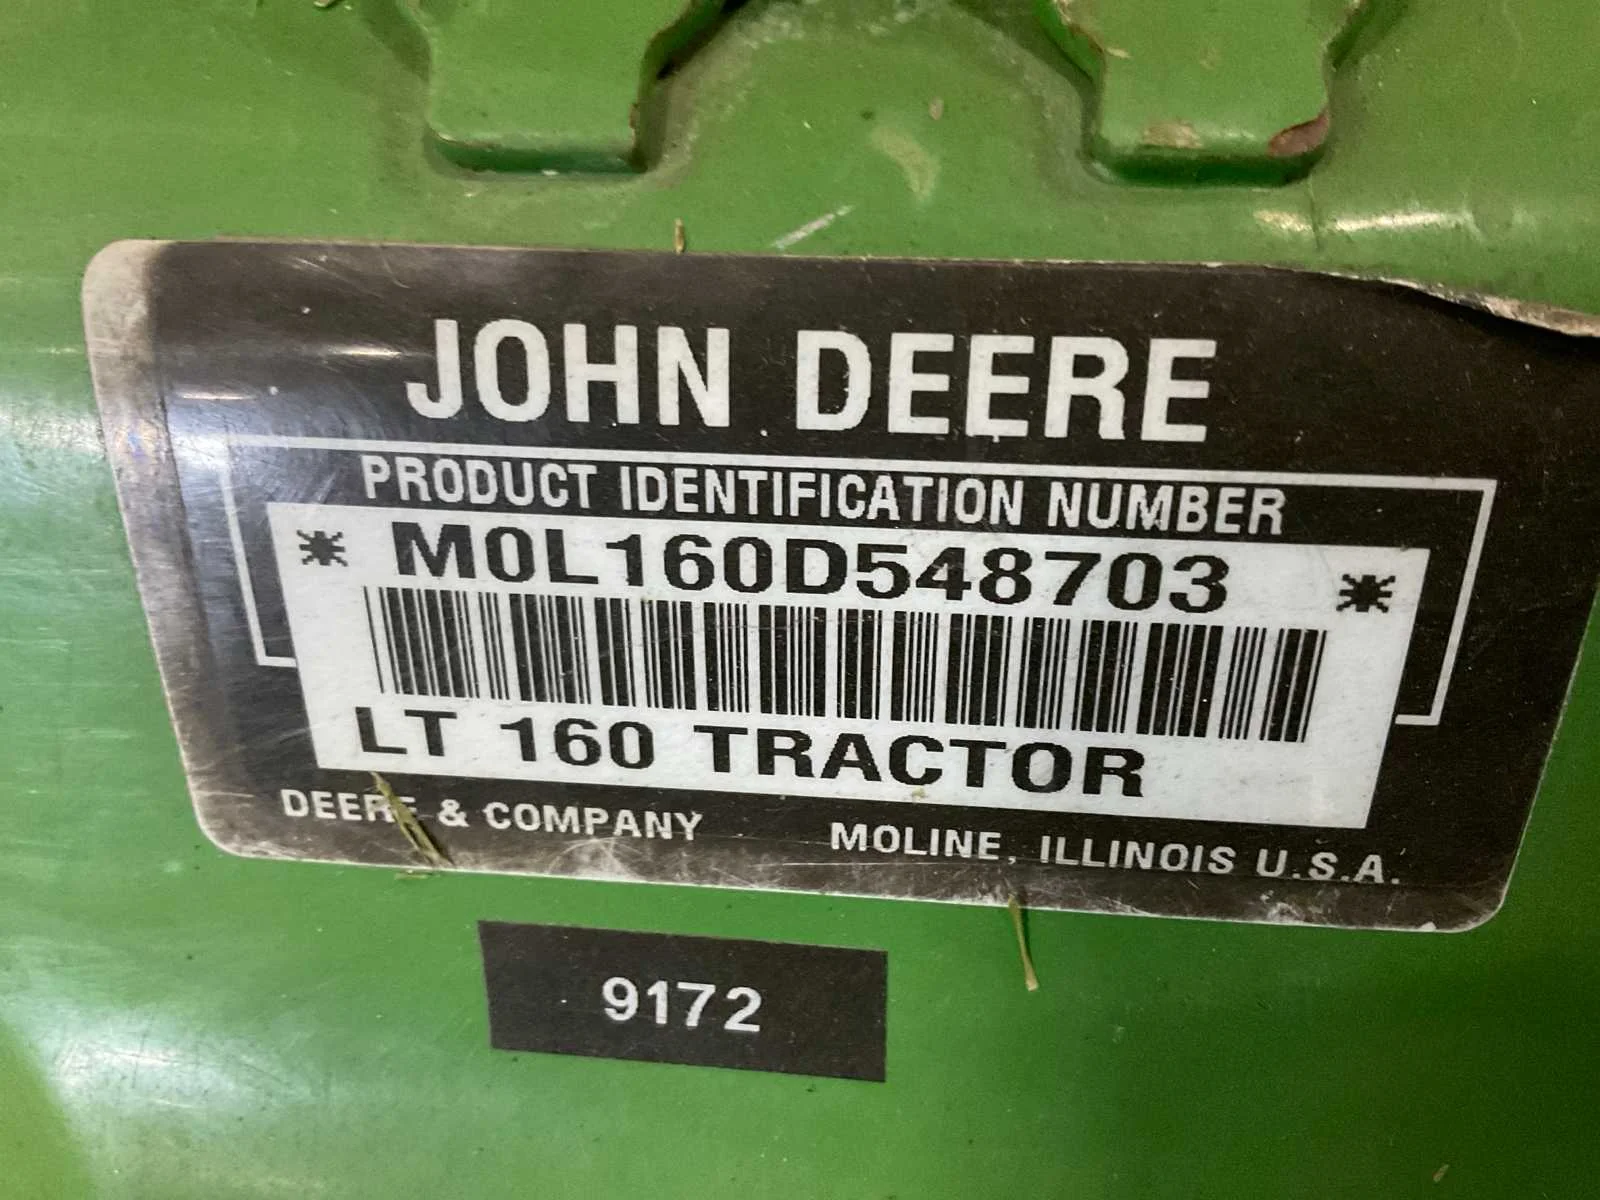 JOHN DEERE
PRODUCT IDENTIFICATION NUMBER
* M0L160D548703 *
LT 160 TRACTOR
DEERE & COMPANY MOLINE, ILLINOIS U.S.A.
9172